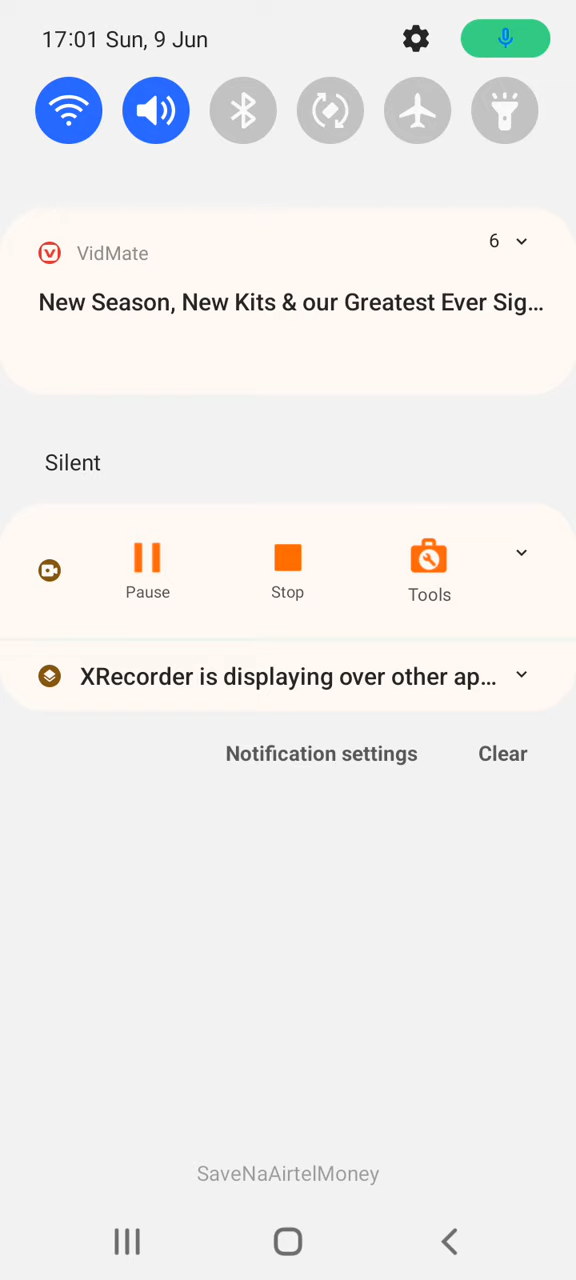 17:01 Sun, 9 Jun
VidMate
6
New Season, New Kits & our Greatest Ever Sig...
Silent
Pause
Stop
Tools
XRecorder is displaying over other ap...
Notification settings
Clear
SaveNaAirtelMoney